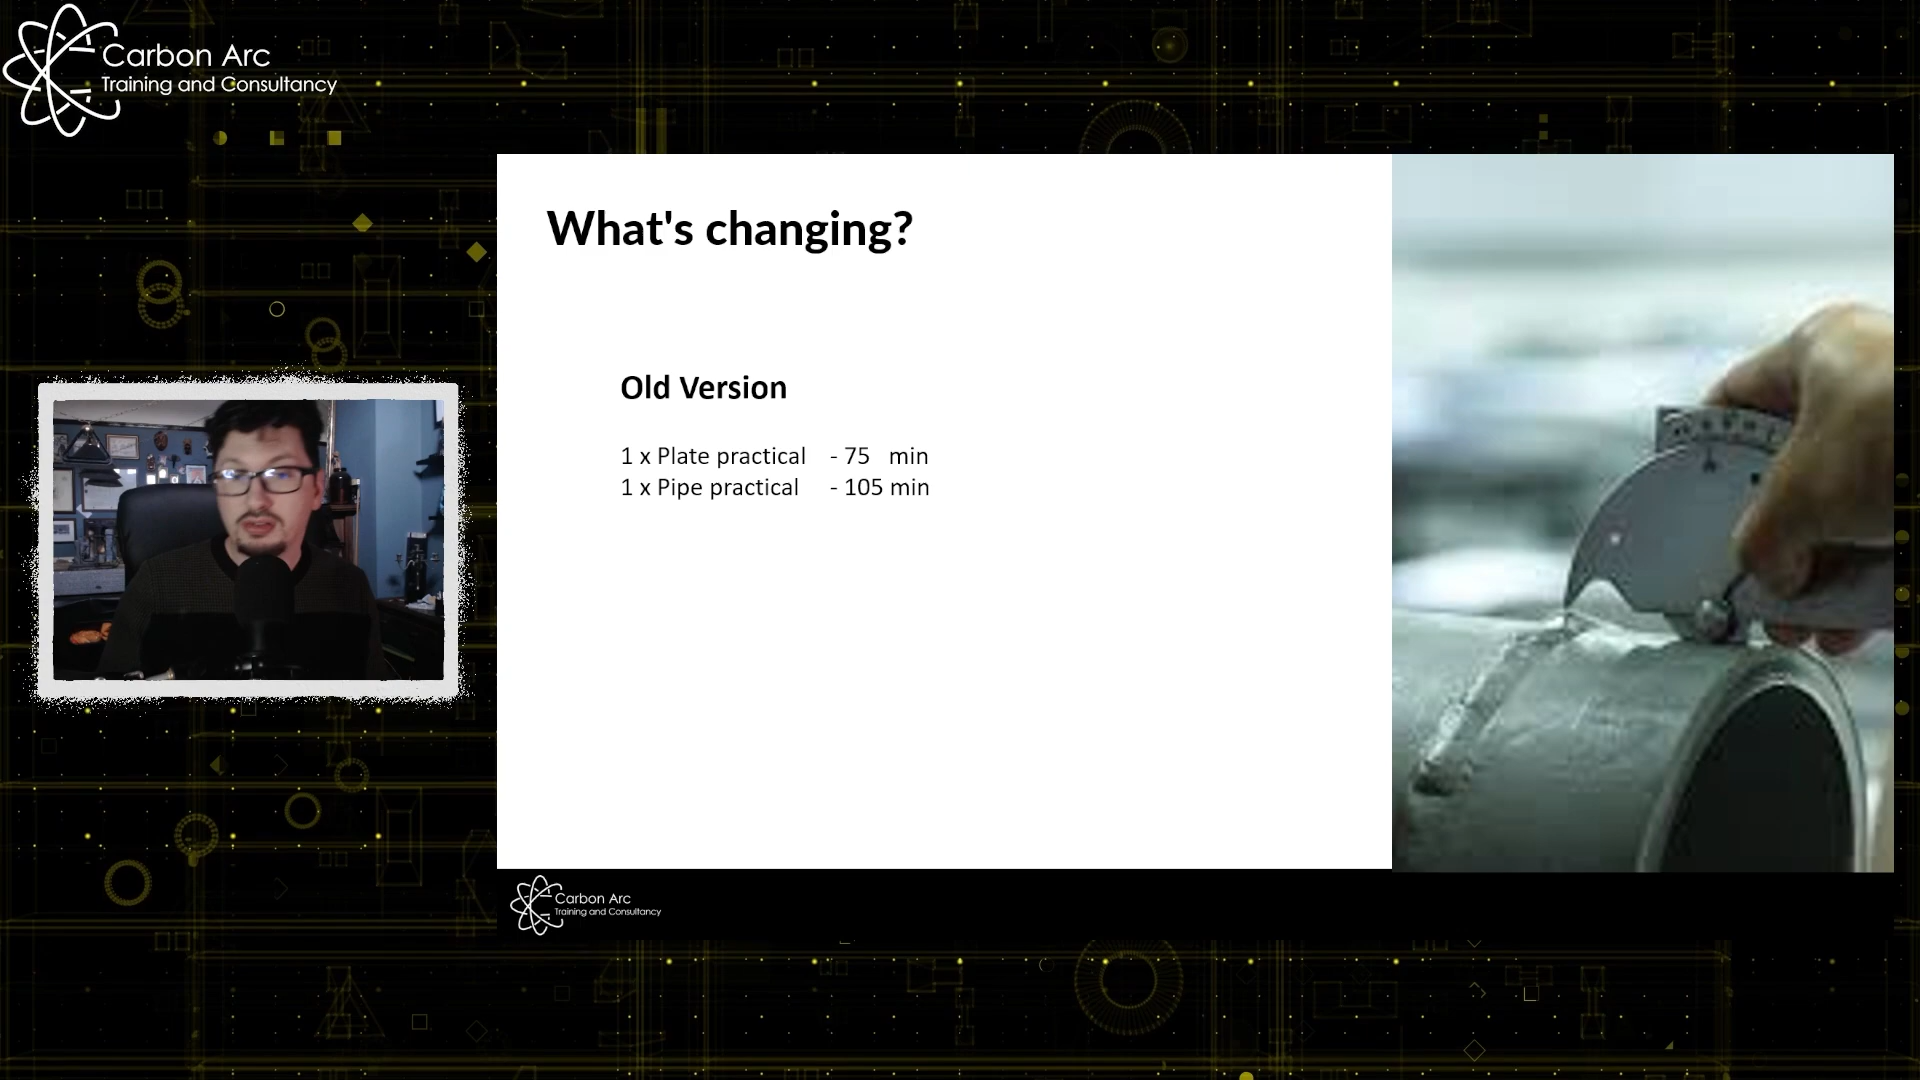 Carbon Arc
Training and Consultancy
What's changing?
Old Version
1 x Plate practical - 75 min
1 x Pipe practical - 105 min
Carbon Arc
Training and Consultancy